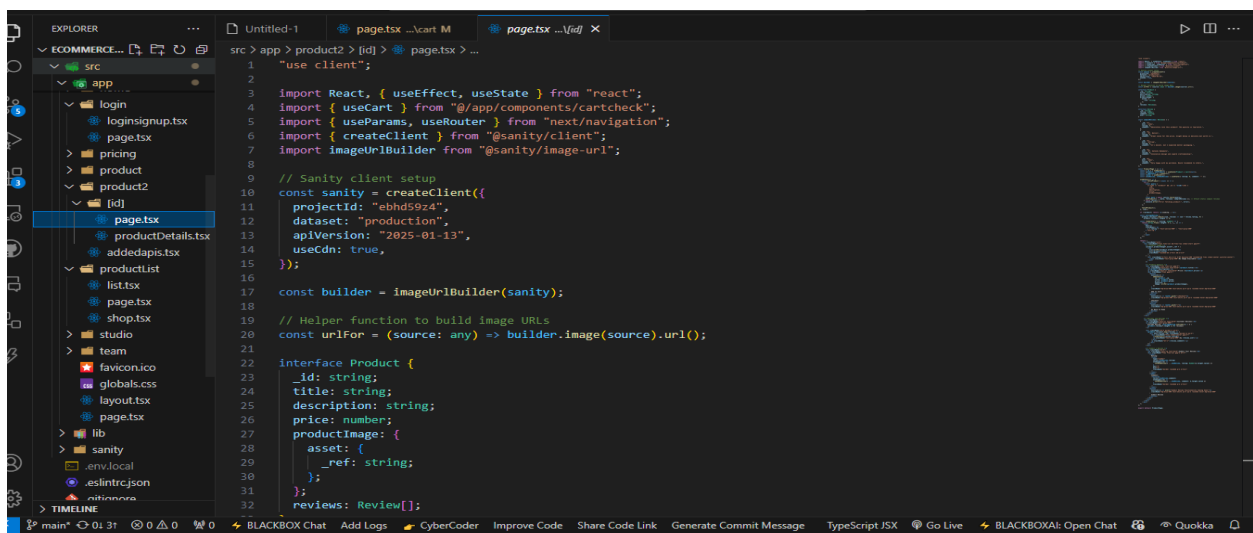 EXPLORER ...
Untitled-1 page.tsx ...\cart M page.tsx ...\[id] ×
ECOMMERCE...
src > app > product2 > [id] > page.tsx > ...
src
app
login
loginsignup.tsx
page.tsx
pricing
product
product2
[id]
page.tsx
productDetails.tsx
addedapis.tsx
productList
list.tsx
page.tsx
shop.tsx
studio
team
favicon.ico
globals.css
layout.tsx
page.tsx
lib
sanity
.env.local
.eslintrc.json
.gitignore
TIMELINE
5
3
1 "use client";
2
3 import React, { useEffect, useState } from "react";
4 import { useCart } from "@/app/components/cartcheck";
5 import { useParams, useRouter } from "next/navigation";
6 import { createClient } from "@sanity/client";
7 import imageUrlBuilder from "@sanity/image-url";
8
9 // Sanity client setup
10 const sanity = createClient({
11 projectId: "ebhd59z4",
12 dataset: "production",
13 apiVersion: "2025-01-13",
14 useCdn: true,
15 });
16
17 const builder = imageUrlBuilder(sanity);
18
19 // Helper function to build image URLs
20 const urlFor = (source: any) => builder.image(source).url();
21
22 interface Product {
23 _id: string;
24 title: string;
25 description: string;
26 price: number;
27 productImage: {
28 asset: {
29 _ref: string;
30 };
31 };
32 reviews: Review[];
main* 0↓ 3↑ 0 0 0 BLACKBOX Chat Add Logs CyberCoder Improve Code Share Code Link Generate Commit Message TypeScript JSX Go Live BLACKBOXAI: Open Chat Quokka